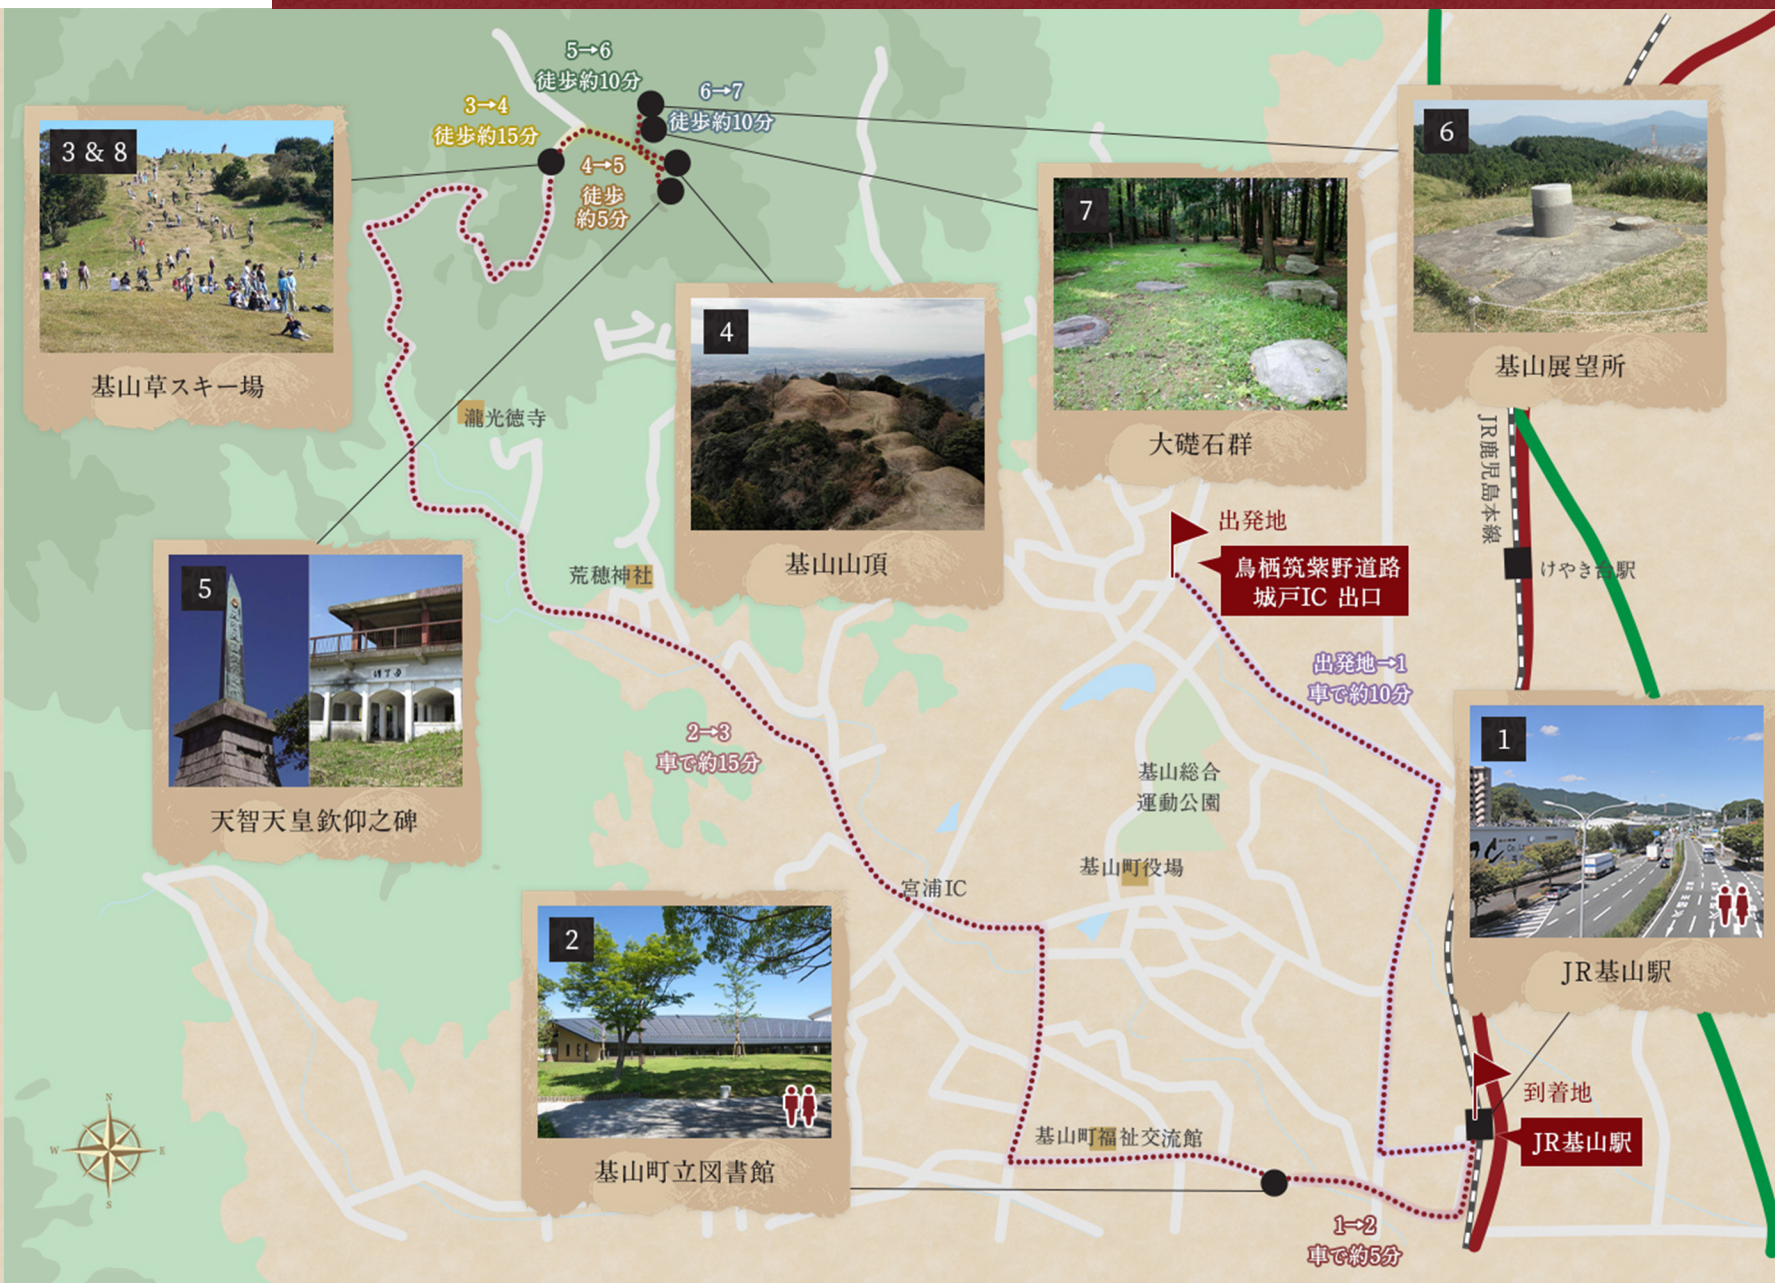 5→6
徒歩約10分
6→7
徒歩約10分
3→4
徒歩約15分
4→5
徒歩
約5分
3 & 8
基山草スキー場
6
基山展望所
7
大礎石群
4
基山山頂
瀧光徳寺
JR鹿児島本線
けやき台駅
出発地
鳥栖筑紫野道路
城戸IC 出口
荒穂神社
5
天智天皇欽仰之碑
出発地→1
車で約10分
2→3
車で約15分
基山総合
運動公園
基山町役場
宮浦IC
1
JR基山駅
2
基山町立図書館
基山町福祉交流館
到着地
JR基山駅
1→2
車で約5分
N
W
E
S